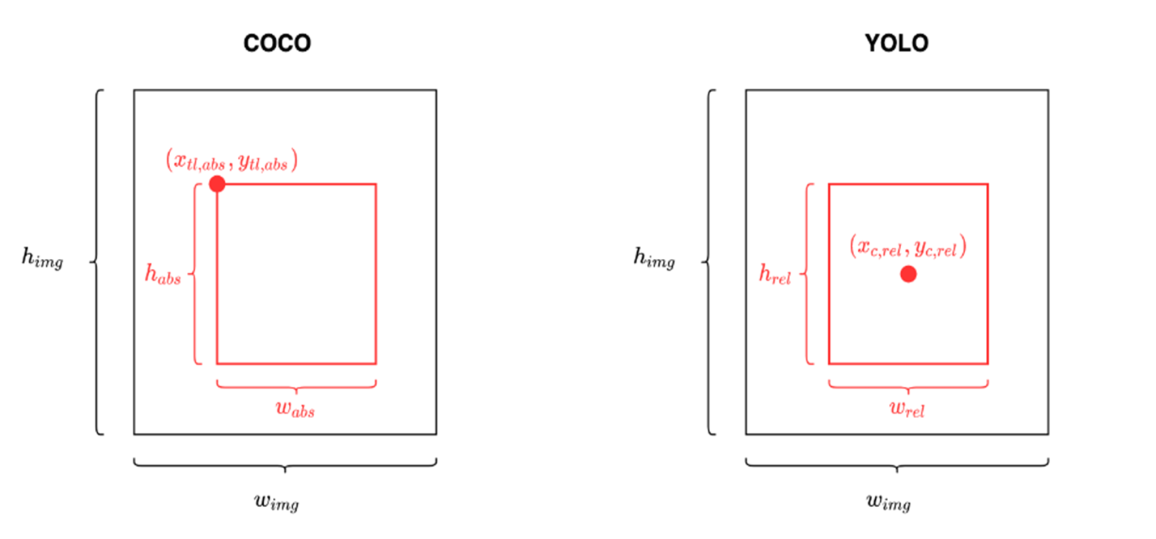 COCO
(x_{tl,abs}, y_{tl,abs})
h_{img}
h_{abs}
w_{abs}
w_{img}
YOLO
(x_{c,rel}, y_{c,rel})
h_{img}
h_{rel}
w_{rel}
w_{img}